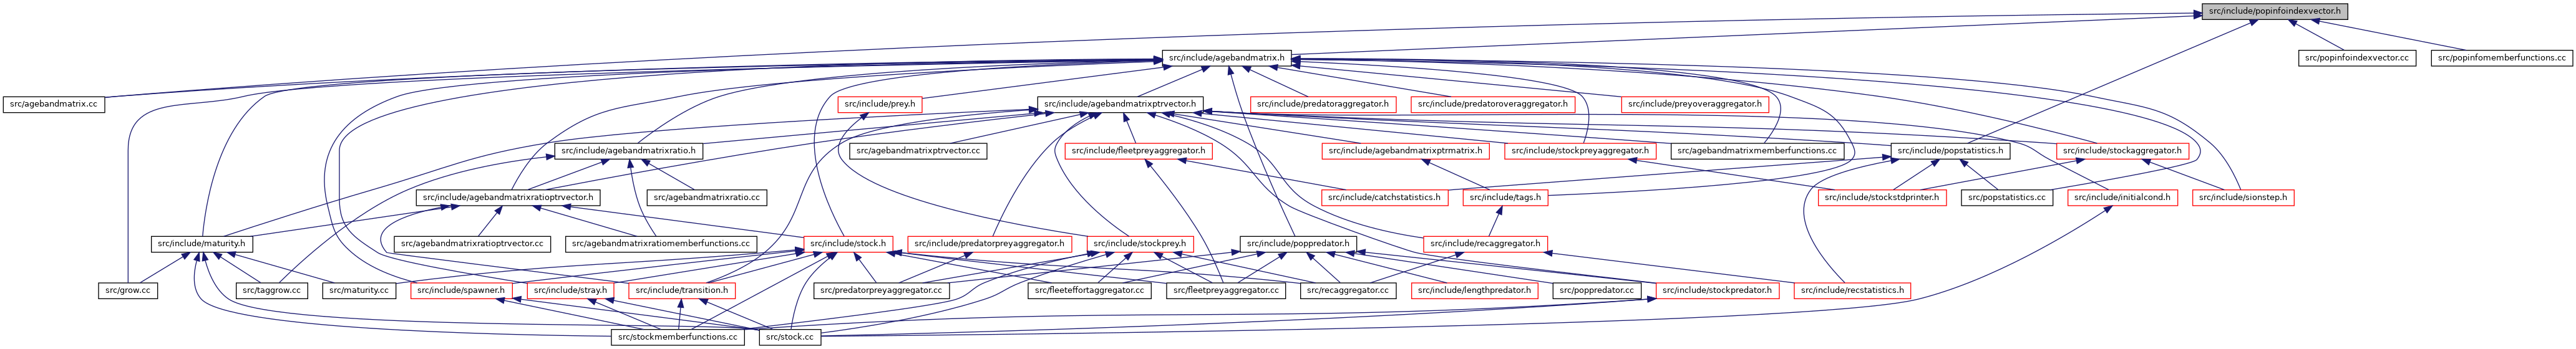 src/include/popinfoindexvector.h
src/include/agebandmatrix.h
src/popinfoindexvector.cc
src/popinfomemberfunctions.cc
src/agebandmatrix.cc
src/include/prey.h
src/include/agebandmatrixptrvector.h
src/include/predatoraggregator.h
src/include/predatoroveraggregator.h
src/include/preyoveraggregator.h
src/include/agebandmatrixratio.h
src/agebandmatrixptrvector.cc
src/include/fleetpreyaggregator.h
src/include/agebandmatrixptrmatrix.h
src/include/stockpreyaggregator.h
src/agebandmatrixmemberfunctions.cc
src/include/popstatistics.h
src/include/stockaggregator.h
src/include/agebandmatrixratioptrvector.h
src/agebandmatrixratio.cc
src/include/catchstatistics.h
src/include/tags.h
src/include/stockstdprinter.h
src/popstatistics.cc
src/include/initialcond.h
src/include/sionstep.h
src/include/maturity.h
src/agebandmatrixratioptrvector.cc
src/agebandmatrixratiomemberfunctions.cc
src/include/stock.h
src/include/predatorpreyaggregator.h
src/include/stockprey.h
src/include/poppredator.h
src/include/recaggregator.h
src/grow.cc
src/taggrow.cc
src/maturity.cc
src/include/spawner.h
src/include/stray.h
src/include/transition.h
src/predatorpreyaggregator.cc
src/fleeteffortaggregator.cc
src/fleetpreyaggregator.cc
src/recaggregator.cc
src/include/lengthpredator.h
src/poppredator.cc
src/include/stockpredator.h
src/include/recstatistics.h
src/stockmemberfunctions.cc
src/stock.cc